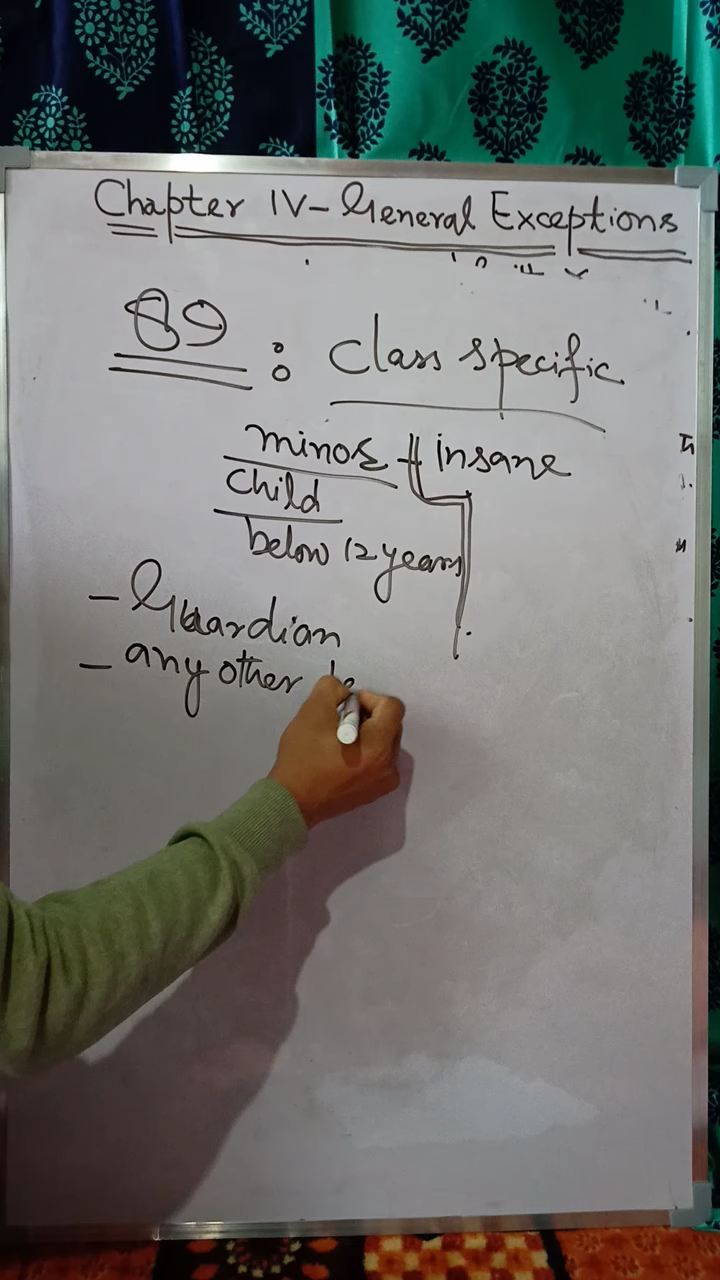 Chapter IV - General Exceptions
89 : Class specific
minor insane
child
below 12 years
- Guardian
- any other